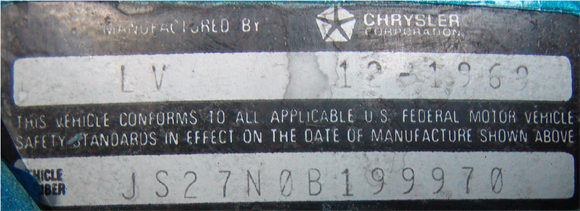 MANUFACTURED BY CHRYSLER CORPORATION
LV 12-1969
THIS VEHICLE CONFORMS TO ALL APPLICABLE U.S. FEDERAL MOTOR VEHICLE
SAFETY STANDARDS IN EFFECT ON THE DATE OF MANUFACTURE SHOWN ABOVE
VEHICLE NUMBER JS27N0B199970